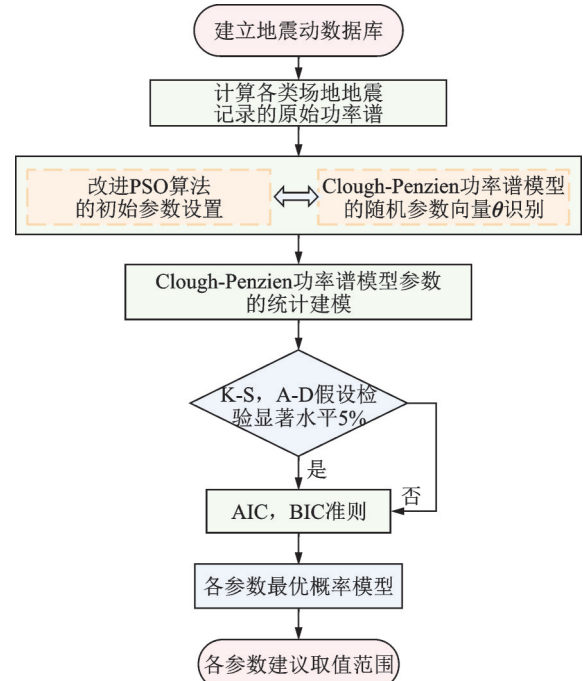 建立地震动数据库
计算各类场地地震
记录的原始功率谱
改进PSO算法
的初始参数设置
Clough-Penzien功率谱模型
的随机参数向量θ识别
Clough-Penzien功率谱模型参数
的统计建模
K-S，A-D假设检
验显著水平5%
是
否
AIC，BIC准则
各参数最优概率模型
各参数建议取值范围